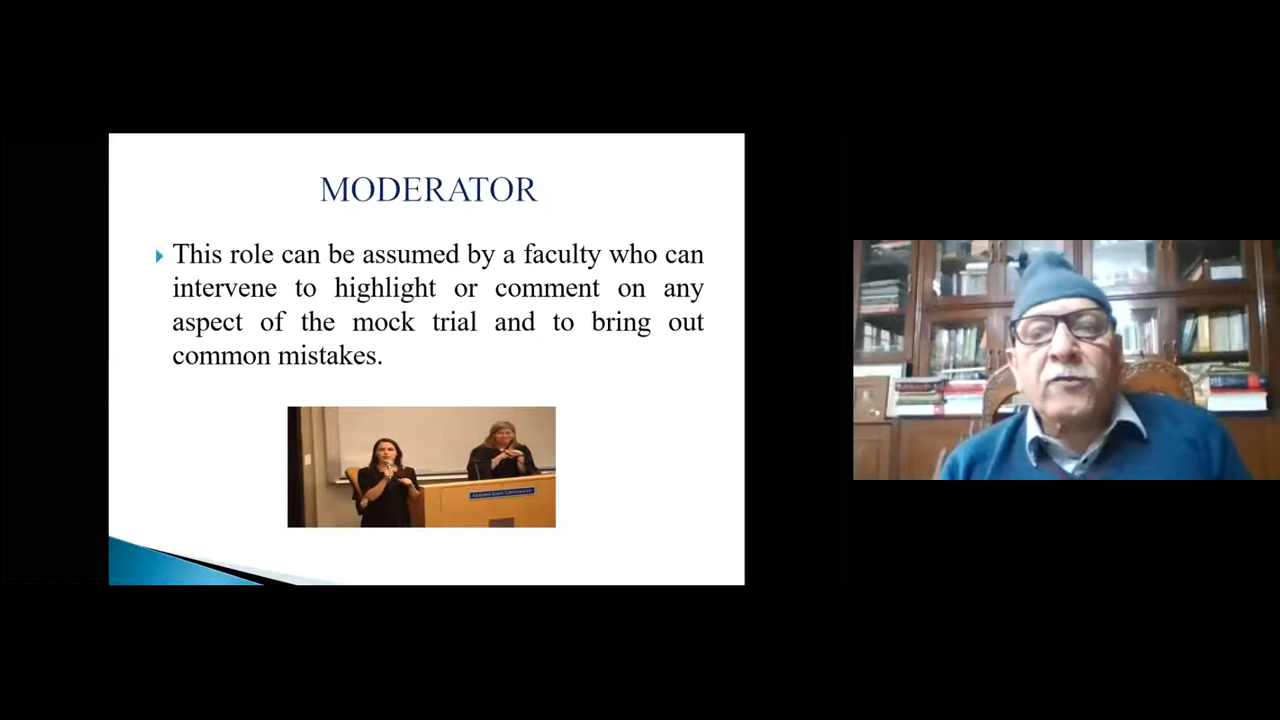 MODERATOR
This role can be assumed by a faculty who can
intervene to highlight or comment on any
aspect of the mock trial and to bring out
common mistakes.